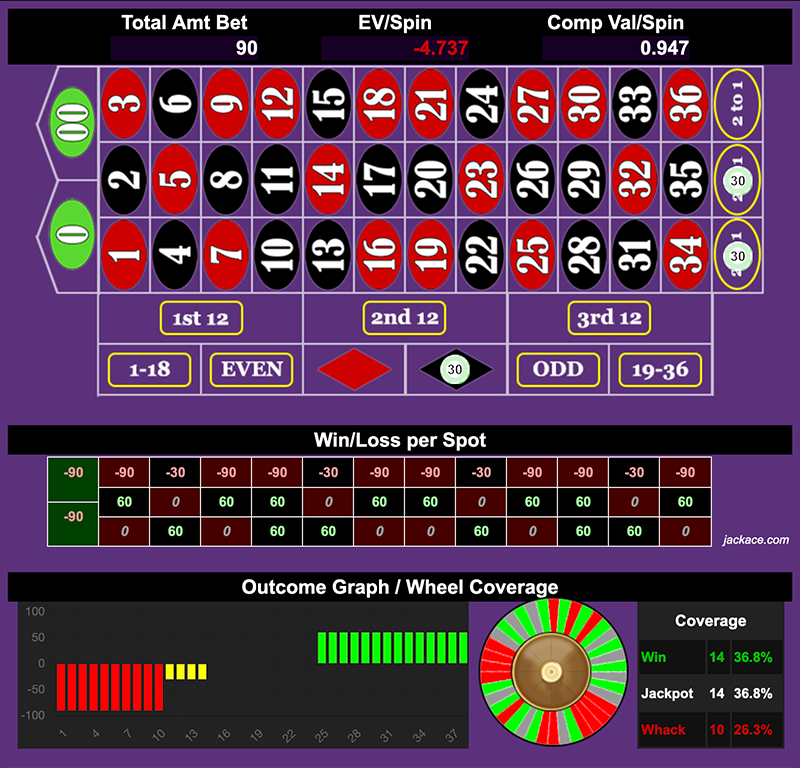 Total Amt Bet EV/Spin Comp Val/Spin
90 -4.737 0.947
00 3 6 9 12 15 18 21 24 27 30 33 36 2 to 1
2 5 8 11 14 17 20 23 26 29 32 35 30
0 1 4 7 10 13 16 19 22 25 28 31 34 30
1st 12 2nd 12 3rd 12
1-18 EVEN 30 ODD 19-36
Win/Loss per Spot
-90 -90 -30 -90 -90 -30 -90 -90 -30 -90 -90 -30 -90
60 0 60 60 0 60 60 0 60 60 0 60
-90 0 60 0 60 60 0 0 60 0 60 60 0
jackace.com
Outcome Graph / Wheel Coverage
100
50
0
-50
-100
1 4 7 10 13 16 19 22 25 28 31 34 37
Coverage
Win 14 36.8%
Jackpot 14 36.8%
Whack 10 26.3%